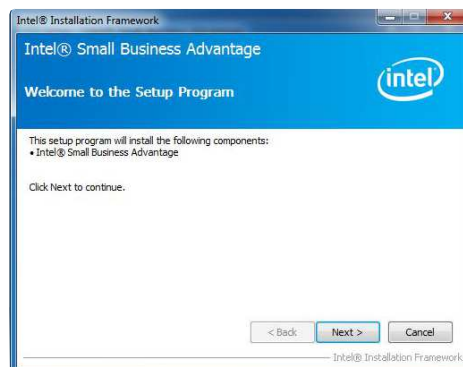 Intel® Installation Framework
Intel® Small Business Advantage
Welcome to the Setup Program
intel
This setup program will install the following components:
• Intel® Small Business Advantage
Click Next to continue.
< Back Next > Cancel
Intel® Installation Framework